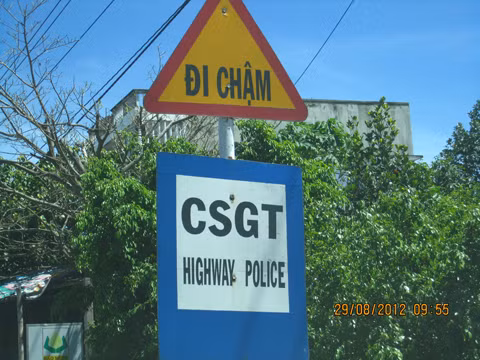 ĐI CHẬM
CSGT
HIGHWAY POLICE
29/08/2012 09:55